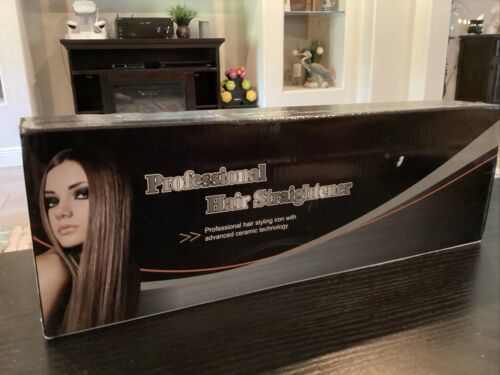 Professional
Hair Straightener
Professional hair styling iron with
advanced ceramic technology